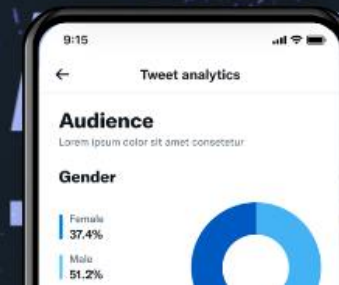 9:15
Tweet analytics
Audience
Lorem ipsum color sit amet consetetur
Gender
Female
37.4%
Male
51.2%